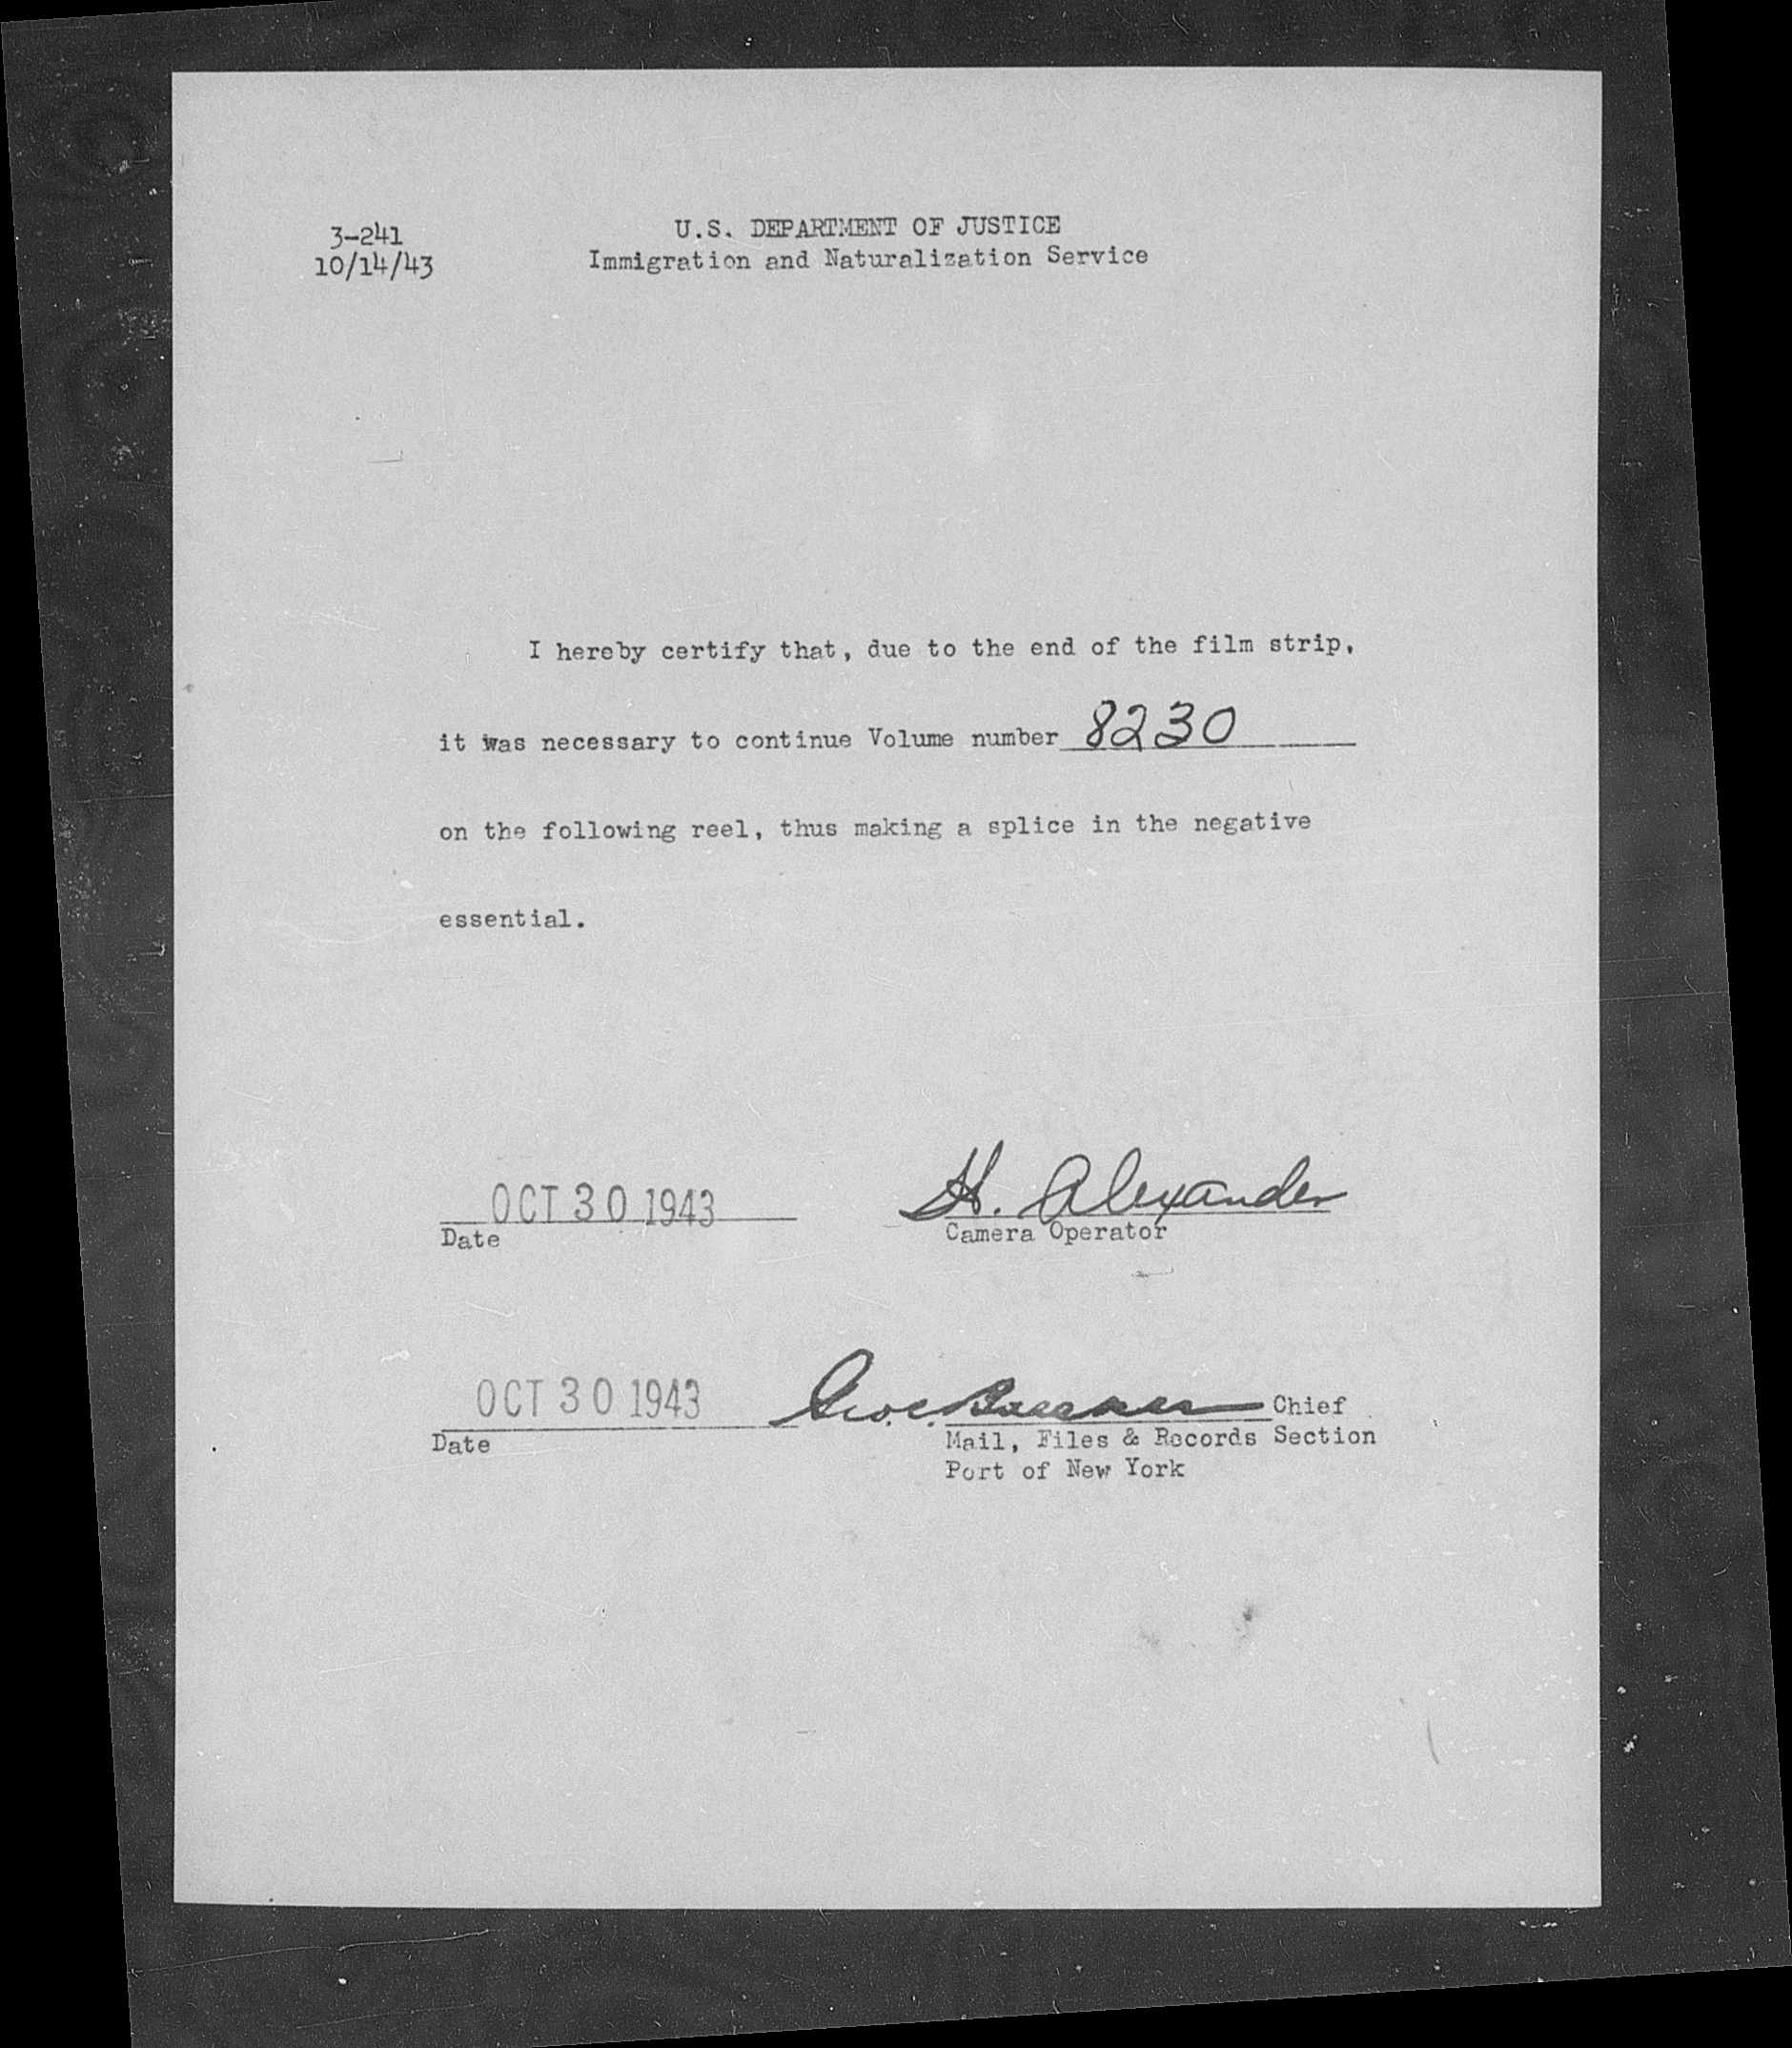 3-241
10/14/43
U.S. DEPARTMENT OF JUSTICE
Immigration and Naturalization Service
I hereby certify that, due to the end of the film strip,
it was necessary to continue Volume number 8230
on the following reel, thus making a splice in the negative
essential.
OCT 30 1943 H. Alexander
Date Camera Operator
OCT 30 1943 Geo. C. Chief
Date Mail, Files & Records Section
Port of New York